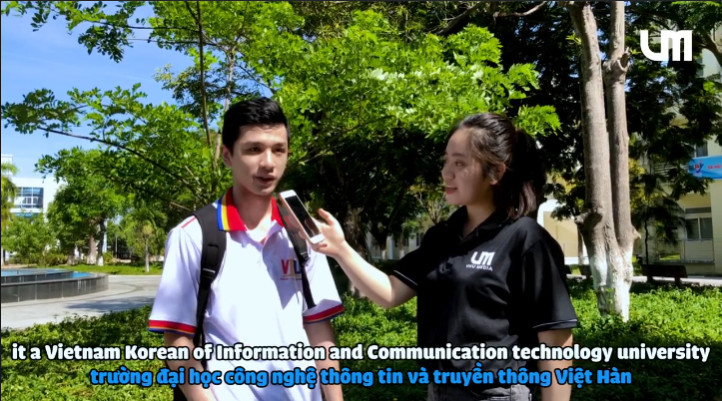 UM
VKU
UM
it a Vietnam Korean of Information and Communication technology university
trường đại học công nghệ thông tin và truyền thông Việt Hàn